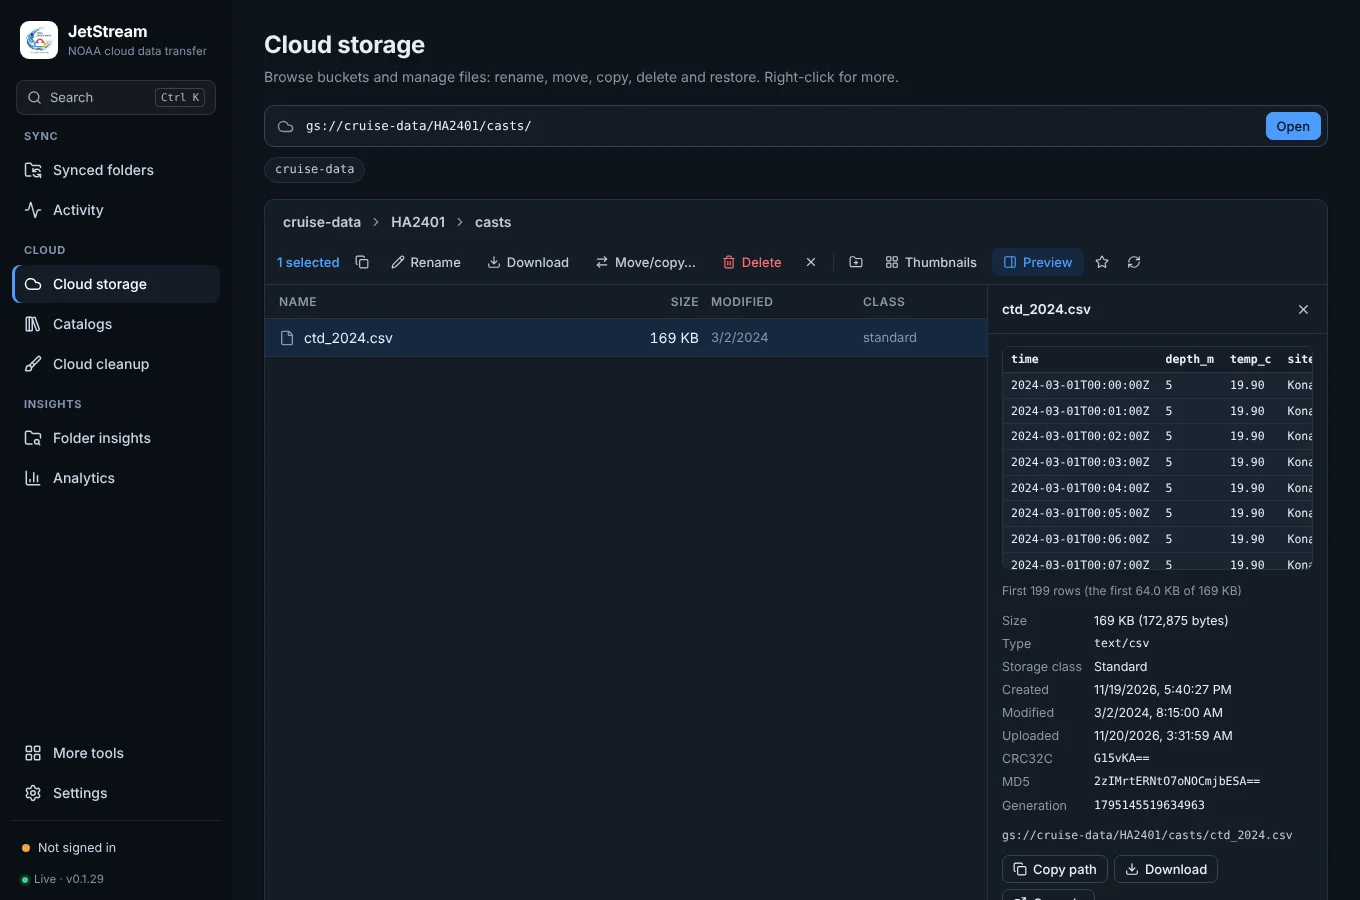 JetStream
NOAA cloud data transfer
Search Ctrl K
SYNC
Synced folders
Activity
CLOUD
Cloud storage
Catalogs
Cloud cleanup
INSIGHTS
Folder insights
Analytics
More tools
Settings
Not signed in
Live · v0.1.29
Cloud storage
Browse buckets and manage files: rename, move, copy, delete and restore. Right-click for more.
gs://cruise-data/HA2401/casts/ Open
cruise-data
cruise-data > HA2401 > casts
1 selected Rename Download Move/copy... Delete Thumbnails Preview
NAME SIZE MODIFIED CLASS
ctd_2024.csv 169 KB 3/2/2024 standard
ctd_2024.csv
time depth_m temp_c site
2024-03-01T00:00:00Z 5 19.90 Kona
2024-03-01T00:01:00Z 5 19.90 Kona
2024-03-01T00:02:00Z 5 19.90 Kona
2024-03-01T00:03:00Z 5 19.90 Kona
2024-03-01T00:04:00Z 5 19.90 Kona
2024-03-01T00:05:00Z 5 19.90 Kona
2024-03-01T00:06:00Z 5 19.90 Kona
2024-03-01T00:07:00Z 5 19.90 Kona
First 199 rows (the first 64.0 KB of 169 KB)
Size 169 KB (172,875 bytes)
Type text/csv
Storage class Standard
Created 11/19/2026, 5:40:27 PM
Modified 3/2/2024, 8:15:00 AM
Uploaded 11/20/2026, 3:31:59 AM
CRC32C G15vKA==
MD5 2zIMrtERNtO7oNOCmjbESA==
Generation 1795145519634963
gs://cruise-data/HA2401/casts/ctd_2024.csv
Copy path Download